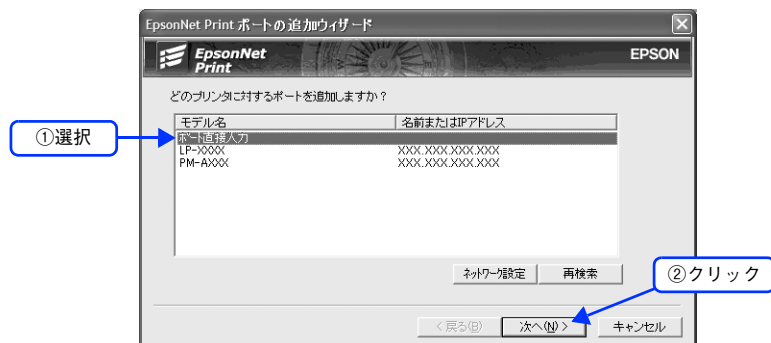 EpsonNet Print ポートの追加ウィザード
EpsonNet
Print
EPSON
どのプリンタに対するポートを追加しますか？
モデル名 名前またはIPアドレス
ポート直接入力
LP-XXXX XXX.XXX.XXX.XXX
PM-AXXX XXX.XXX.XXX.XXX
①選択
ネットワーク設定 再検索
②クリック
< 戻る(B) 次へ(N) > キャンセル